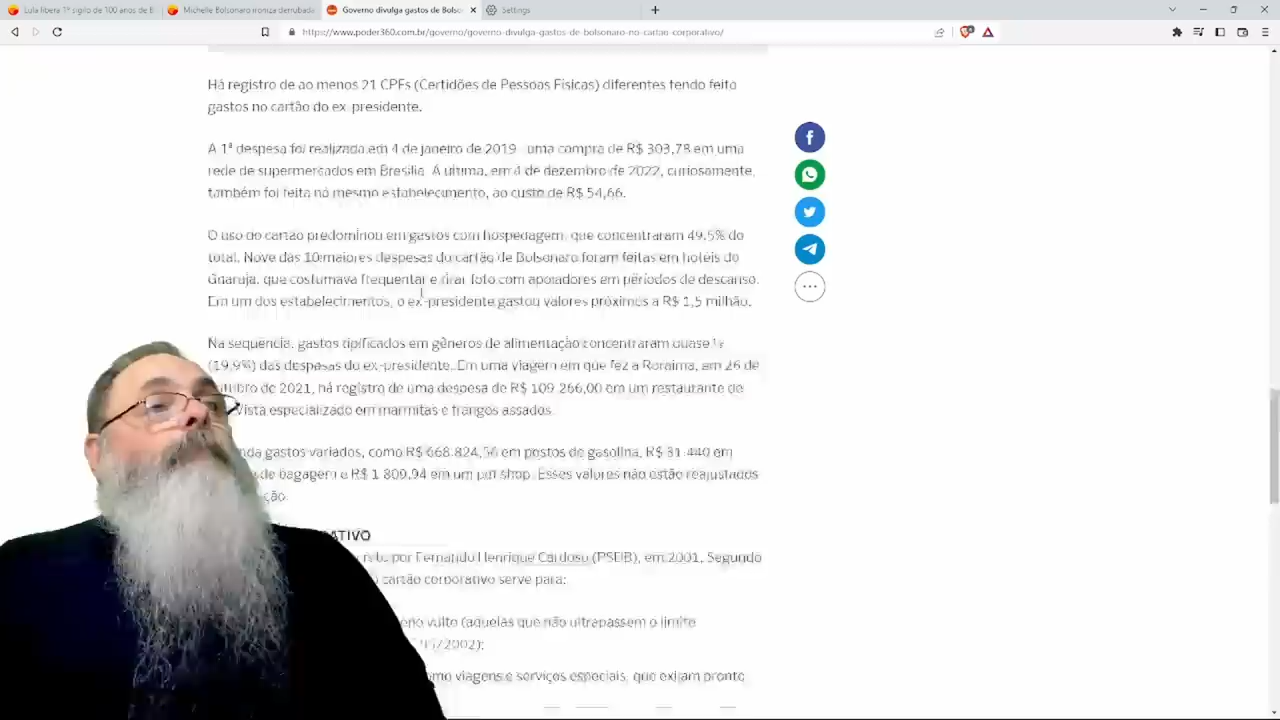 Lula libera 1º sigilo de 100 anos de B
Michelle Bolsonaro ironiza derrubada
Governo divulga gastos de Bolso
Settings
https://www.poder360.com.br/governo/governo-divulga-gastos-de-bolsonaro-no-cartao-corporativo/
Há registro de ao menos 21 CPFs (Certidões de Pessoas Físicas) diferentes tendo feito
gastos no cartão do ex-presidente.
A 1ª despesa foi realizada em 4 de janeiro de 2019 uma compra de R$ 303,78 em uma
rede de supermercados em Brasília. A última, em 1 de dezembro de 2022, curiosamente,
também foi feita no mesmo estabelecimento, ao custo de R$ 54,66.
O uso do cartão predominou em gastos com hospedagem, que concentraram 49,5% do
total. Nove das 10 maiores despesas do cartão de Bolsonaro foram feitas em hotéis do
Guarujá, que costumava frequentar e tirar foto com apoiadores em períodos de descanso.
Em um dos estabelecimentos, o ex-presidente gastou valores próximos a R$ 1,5 milhão.
Na sequência, gastos tipificados em gêneros de alimentação concentraram quase
(19,9%) das despesas do ex-presidente. Em uma viagem em que fez a Roraima, em 26 de
de 2021, há registro de uma despesa de R$ 109.266,00 em um restaurante de
Vista especializado em marmitas e frangos assados.
gastos variados, como R$ 668.824, em postos de gasolina, R$ 31.440 em
de bagagem e R$ 1.809,94 em um pet shop. Esses valores não estão reajustados
ATIVO
por Fernando Henrique Cardoso (PSDB), em 2001. Segundo
cartão corporativo serve para:
vulto (aquelas que não ultrapassem o limite
/2002);
viagens e serviços especiais, que exijam pronto